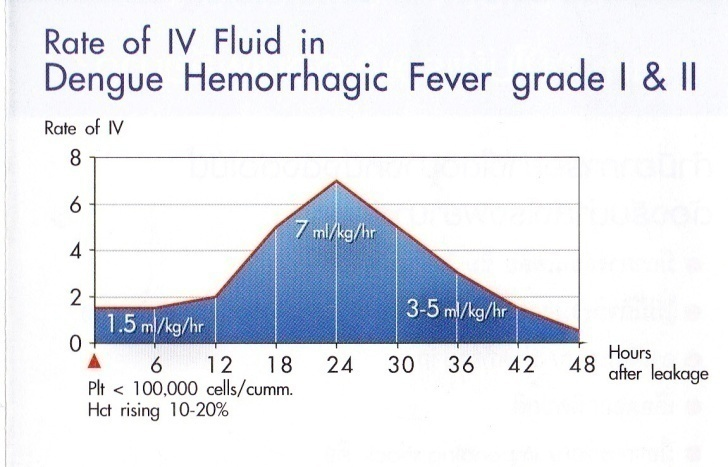 Rate of IV Fluid in
Dengue Hemorrhagic Fever grade I & II
Rate of IV
8
6
4
2
0
7 ml/kg/hr
1.5 ml/kg/hr
3-5 ml/kg/hr
6 12 18 24 30 36 42 48
Hours
after leakage
Plt < 100,000 cells/cumm.
Hct rising 10-20%